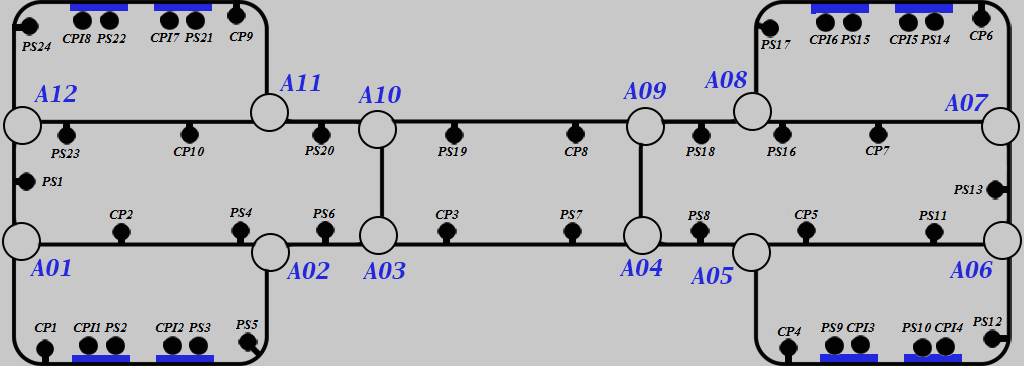 CPI8 PS22 CPI7 PS21 CP9
PS24
CPI6 PS15 CPI5 PS14 CP6
PS17
A12 A11 A10 A09 A08 A07
PS23 CP10 PS20 PS19 CP8 PS18 PS16 CP7
PS1 PS13
CP2 PS4 PS6 CP3 PS7 PS8 CP5 PS11
A01 A02 A03 A04 A05 A06
CP1 CPI1 PS2 CPI2 PS3 PS5
CP4 PS9 CPI3 PS10 CPI4 PS12